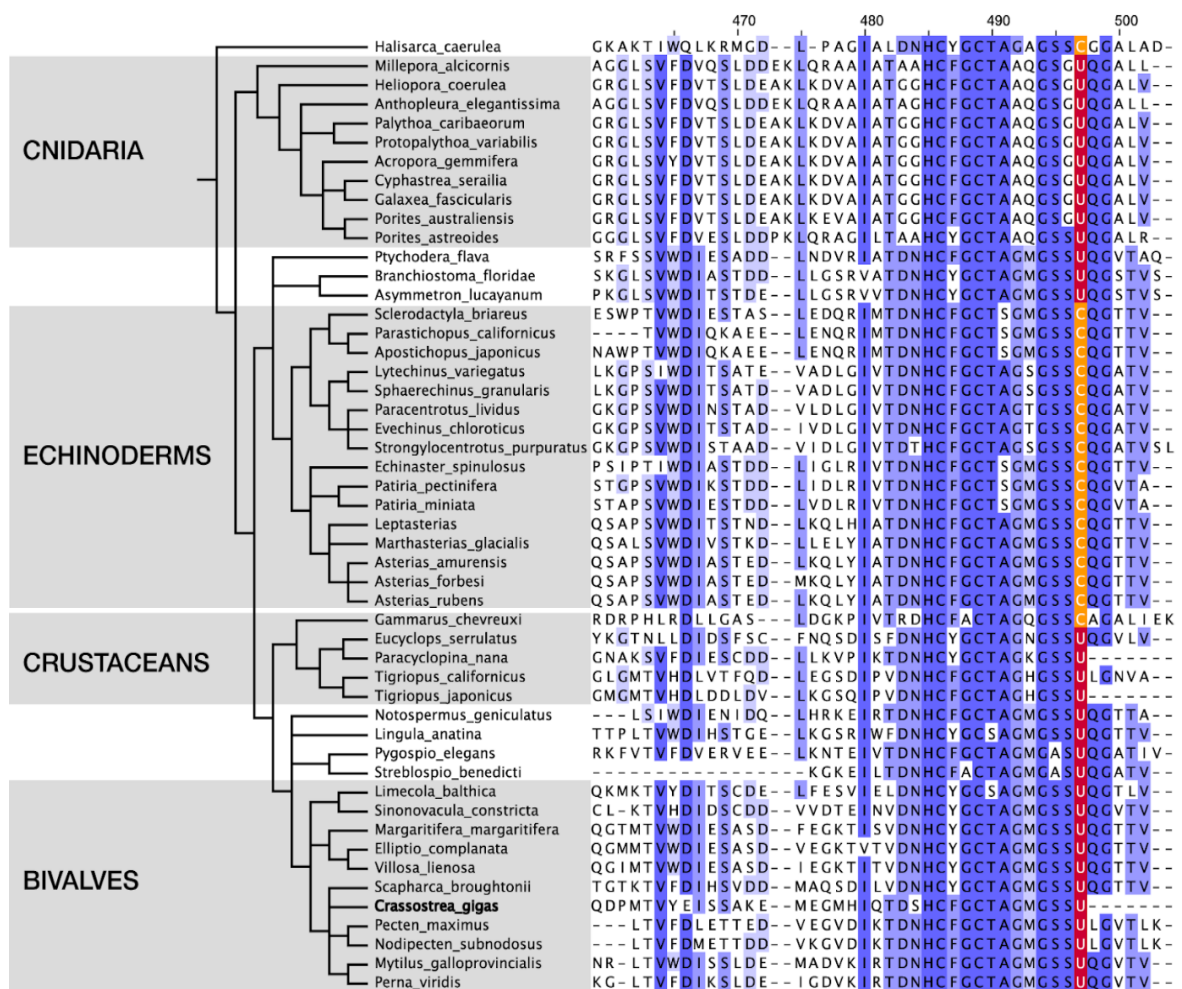 470 480 490 500
Halisarca_caerulea GKAKTIWQLKRMGD--L-PAGIALDNHCYGCTAGAGSSCGGALAD-
CNIDARIA
Millepora_alcicornis AGGLSVFDVQSLDDEKLQRAAIATAAHCFGCTAAQGSGUQGALL--
Heliopora_coerulea GRGLSVFDVTSLDEAKLKDVAIATGGHCFGCTAAQGSGUQGALV--
Anthopleura_elegantissima AGGLSVFDVQSLDDEKLQRAAIATAGHCFGCTAAQGSGUQGALL--
Palythoa_caribaeorum GRGLSVFDVTSLDEAKLKDVAIATGGHCFGCTAAQGSGUQGALV--
Protopalythoa_variabilis GRGLSVFDVTSLDEAKLKDVAIATGGHCFGCTAAQGSGUQGALV--
Acropora_gemmifera GRGLSVYDVTSLDEAKLKDVAIATGGHCFGCTAAQGSGUQGALV--
Cyphastrea_serailia GRGLSVFDVTSLDEAKLKDVAIATGGHCFGCTAAQGSGUQGALV--
Galaxea_fascicularis GRGLSVFDVTSLDEAKLKDVAIATGGHCFGCTAAQGSGUQGALV--
Porites_australiensis GRGLSVFDVTSLDEAKLKEVAIATGGHCFGCTAAQGSGUQGALV--
Porites_astreoides GGGLSVFDVESLDDPKLQRAGILTAAHCYGCTAAQGSSUQGALR--
Ptychodera_flava SRFSSVWDIESADD--LNDVRIATDNHCFGCTAGMGSSUQGVTAQ-
Branchiostoma_floridae SKGLSVWDIASTDD--LLGSRVATDNHCYGCTAGMGSSUQGSTVS-
Asymmetron_lucayanum PKGLSVWDITSTDE--LLGSRVVTDNHCYGCTAGMGSSUQGSTVS-
ECHINODERMS
Sclerodactyla_briareus ESWPTVWDIESTAS--LEDQRIMTDNHCFGCTSGMGSSCQGTTV--
Parastichopus_californicus ----TVWDIQKAEE--LENQRIMTDNHCFGCTSGMGSSCQGTTV--
Apostichopus_japonicus NAWPTVWDIQKAEE--LENQRIMTDNHCFGCTSGMGSSCQGTTV--
Lytechinus_variegatus LKGPSIWDITSATE--VADLGIVTDNHCFGCTAGSGSSCQGATV--
Sphaerechinus_granularis LKGPSVWDITSATD--VADLGIVTDNHCFGCTAGSGSSCQGATV--
Paracentrotus_lividus GKGPSVWDINSTAD--VLDLGIVTDNHCFGCTAGTGSSCQGATV--
Evechinus_chloroticus GKGPSVWDITSTAD--IVDLGIVTDNHCFGCTAGTGSSCQGATV--
Strongylocentrotus_purpuratus GKGPSVWDISTAAD--VIDLGIVTDTHCFGCTAGSGSSCQGATVSL
Echinaster_spinulosus PSIPTIWDIASTDD--LIGLRIVTDNHCFGCTSGMGSSCQGTTV--
Patiria_pectinifera STGPSVWDIKSTDD--LIDLRIVTDNHCFGCTSGMGSSCQGVTA--
Patiria_miniata STAPSVWDIESTDD--LVDLRIVTDNHCFGCTSGMGSSCQGVTA--
Leptasterias QSAPSVWDITSTND--LKQLHIATDNHCFGCTAGMGSSCQGTTV--
Marthasterias_glacialis QSALSVWDIVSTKD--LLELYIATDNHCFGCTAGMGSSCQGTTV--
Asterias_amurensis QSAPSVWDIASTED--LKQLYIATDNHCFGCTAGMGSSCQGTTV--
Asterias_forbesi QSAPSVWDIASTED--MKQLYIATDNHCFGCTAGMGSSCQGTTV--
Asterias_rubens QSAPSVWDIASTED--LKQLYIATDNHCFGCTAGMGSSCQGTTV--
CRUSTACEANS
Gammarus_chevreuxi RDRPHLRDLLGAS---LDGKPIVTRDHCFACTAGQGSSCAGALIEK
Eucyclops_serrulatus YKGTNLLDIDSFSC--FNQSDISFDNHCYGCTAGNGSSUQGVLV--
Paracyclopina_nana GNAKSVFDIESCDD--LLKVPIKTDNHCYGCTAGKGSSU-------
Tigriopus_californicus GLGMTVHDLVTFQD--LEGSDIPVDNHCYGCTAGHGSSULGNVA--
Tigriopus_japonicus GMGMTVHDLDDLDV--LKGSQIPVDNHCYGCTAGHGSSU-------
Notospermus_geniculatus ---LSIWDIENIDQ--LHRKEIRTDNHCYGCTAGMGSSUQGTTA--
Lingula_anatina TTPLTVWDIHSTGE--LKGSRIWFDNHCYGCSAGMGSSUQGTTV--
Pygospio_elegans RKFVTVFDVERVEE--LKNTEIVTDNHCFGCTAGMGASUQGATIV-
Streblospio_benedicti -----------------KGKEILTDNHCFACTAGMGASUQGATV--
BIVALVES
Limecola_balthica QKMKTVYDITSCDE--LFESVIELDNHCYGCSAGMGSSUQGTLV--
Sinonovacula_constricta CL-KTVHDIDSCDD--VVDTEINVDNHCYGCTAGMGSSUQGVTV--
Margaritifera_margaritifera QGTMTVWDIESASD--FEGKTISVDNHCYGCTAGMGSSUQGTTV--
Elliptio_complanata QGMMTVWDIESASD--VEGKTVTVDNHCYGCTAGMGSSUQGTTV--
Villosa_lienosa QGIMTVWDIESASD--IEGKTITVDNHCYGCTAGMGSSUQGTTV--
Scapharca_broughtonii TGTKTVFDIHSVDD--MAQSDILVDNHCYGCTAGMGSSUQGTTV--
Crassostrea_gigas QDPMTVYEISSAKE--MEGMHIQTDSHCFGCTAGMGSSU-------
Pecten_maximus ---LTVFDLETTED--VEGVDIKTDNHCFGCTAGMGSSULGVTLK-
Nodipecten_subnodosus ---LTVFDMETTDD--VKGVDIKTDNHCFGCTAGMGSSULGVTLK-
Mytilus_galloprovincialis NR-LTVWDISSLDE--MADVKIRTDNHCFGCTAGMGSSUQGVTV--
Perna_viridis KG-LTVFDIKSLDE--IGDVKIRTDNHCFGCTAGMGSSUQGTTV--